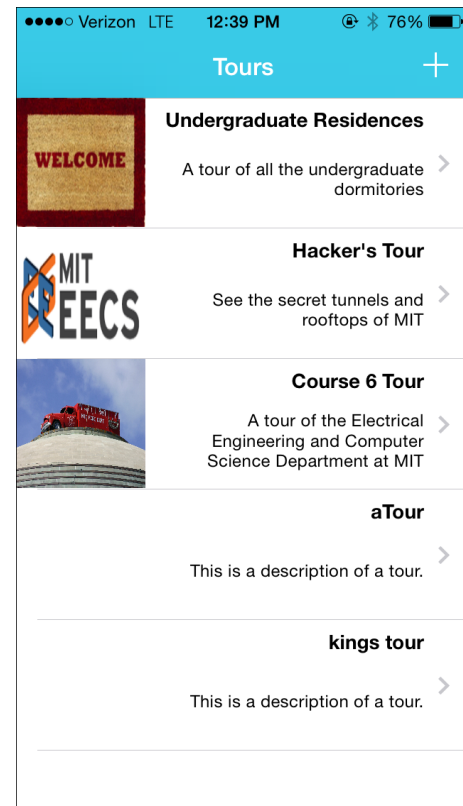 Verizon LTE 12:39 PM 76%
Tours
WELCOME
Undergraduate Residences
A tour of all the undergraduate
dormitories
MIT
EECS
Hacker's Tour
See the secret tunnels and
rooftops of MIT
Course 6 Tour
A tour of the Electrical
Engineering and Computer
Science Department at MIT
aTour
This is a description of a tour.
kings tour
This is a description of a tour.